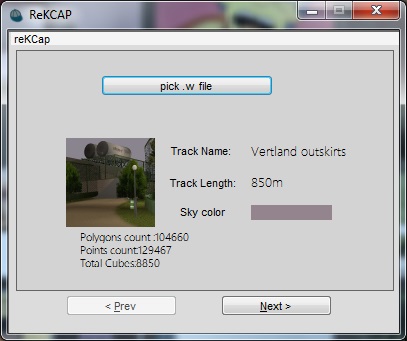 ReKCAP
reKCap
pick .w file
Track Name: Vertland outskirts
Track Length: 850m
Sky color
Polygons count :104660
Points count:129467
Total Cubes:8850
< Prev Next >